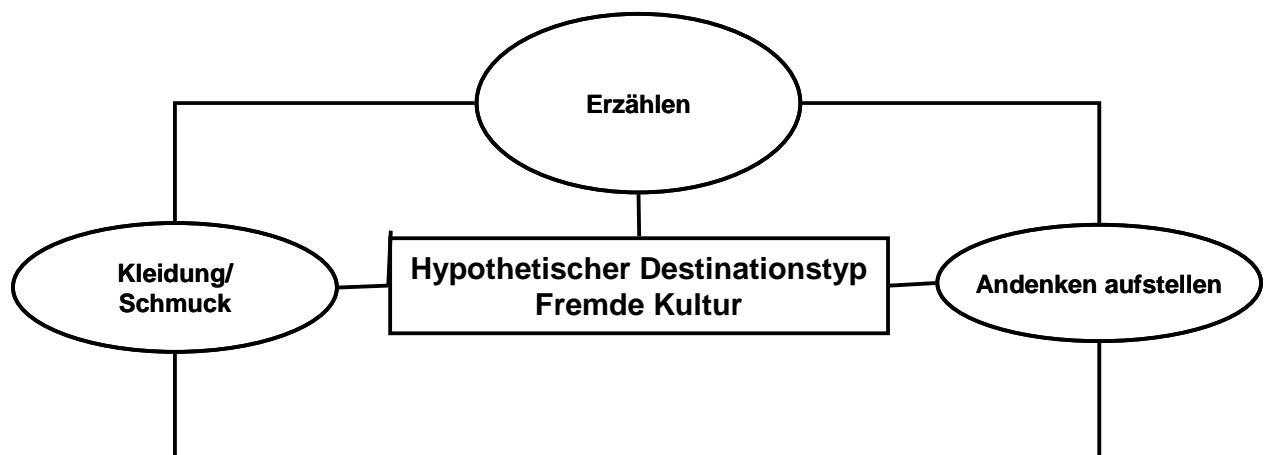 Erzählen
Kleidung/
Schmuck
Hypothetischer Destinationstyp
Fremde Kultur
Andenken aufstellen